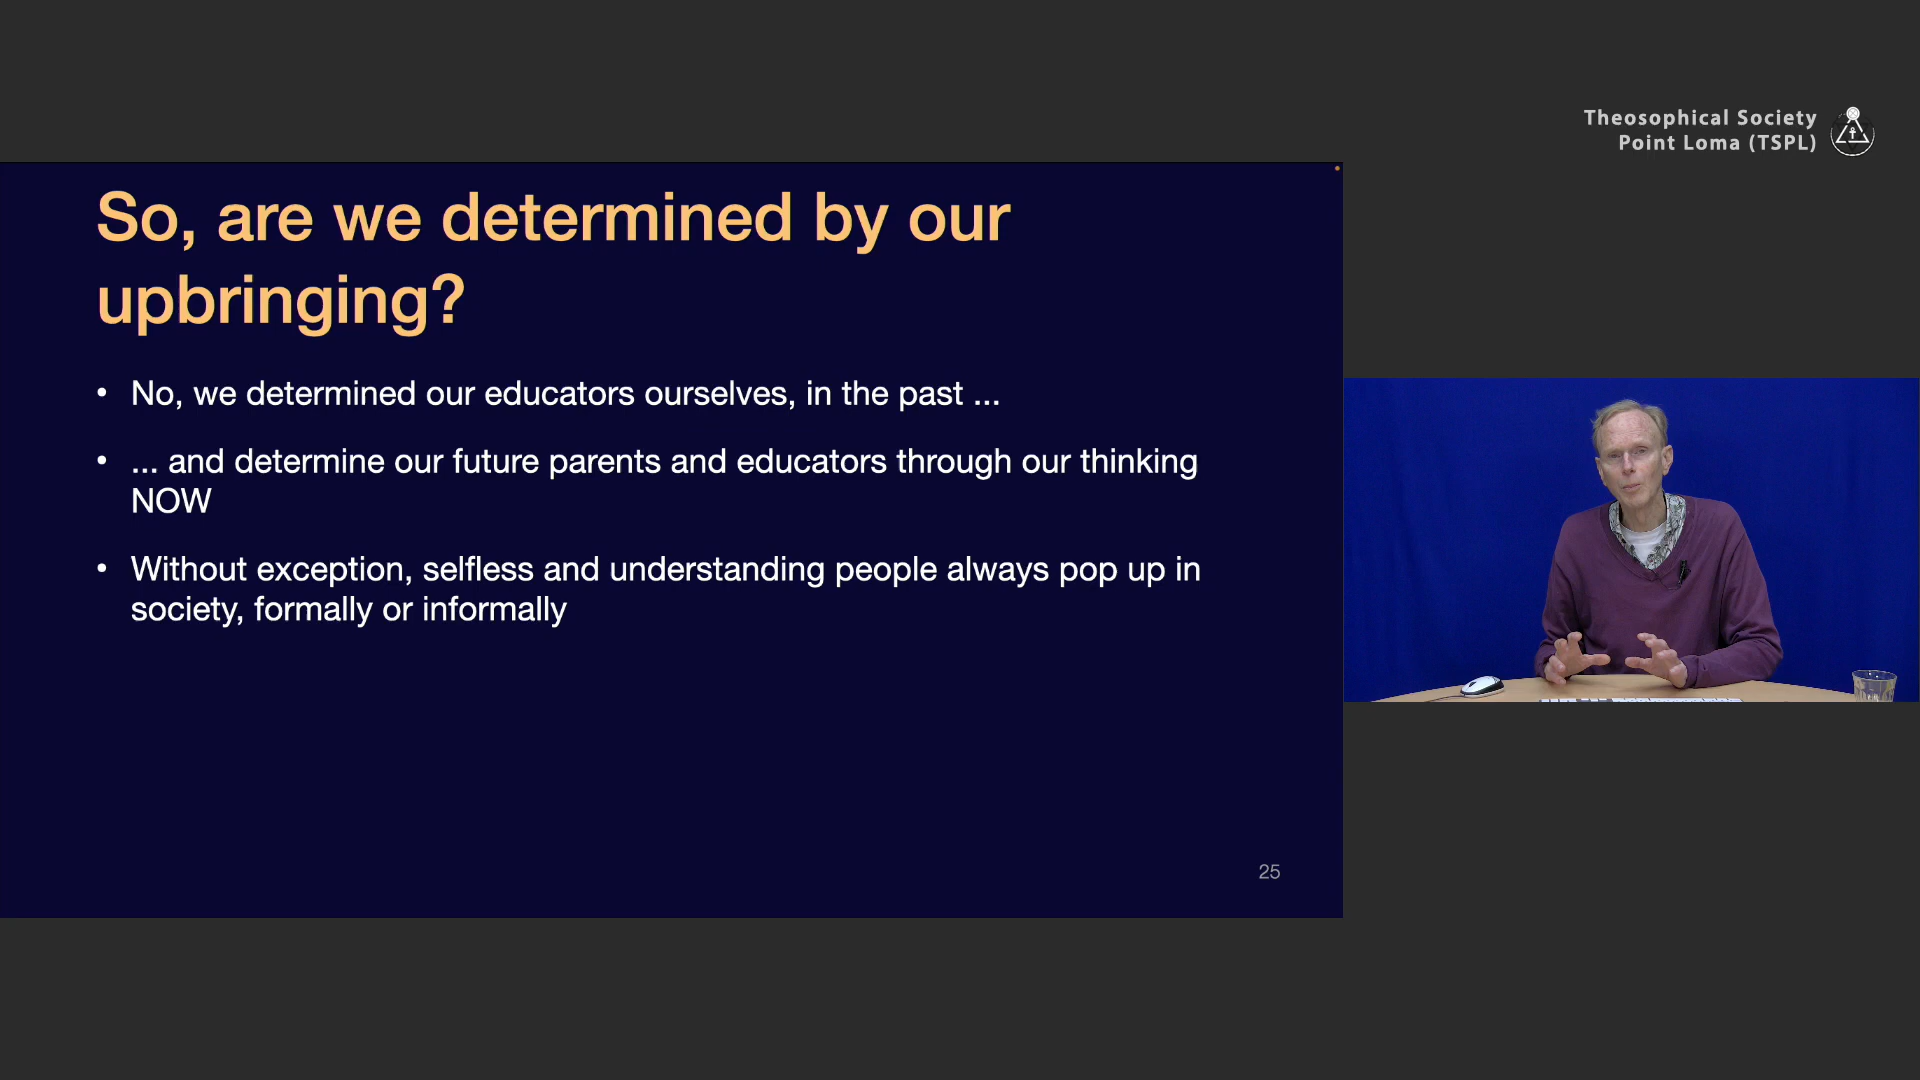 Theosophical Society
Point Loma (TSPL)
So, are we determined by our
upbringing?
• No, we determined our educators ourselves, in the past ...
• ... and determine our future parents and educators through our thinking
NOW
• Without exception, selfless and understanding people always pop up in
society, formally or informally
25